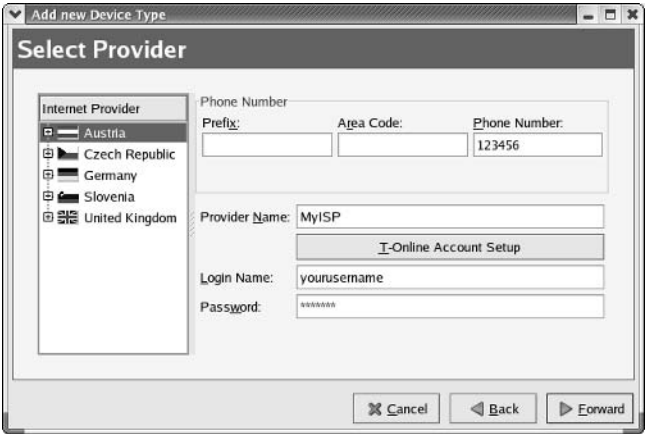 Add new Device Type
Select Provider
Internet Provider
Austria
Czech Republic
Germany
Slovenia
United Kingdom
Phone Number
Prefix:
Area Code:
Phone Number:
123456
Provider Name:
MyISP
T-Online Account Setup
Login Name:
yourusername
Password:
*******
Cancel
Back
Forward